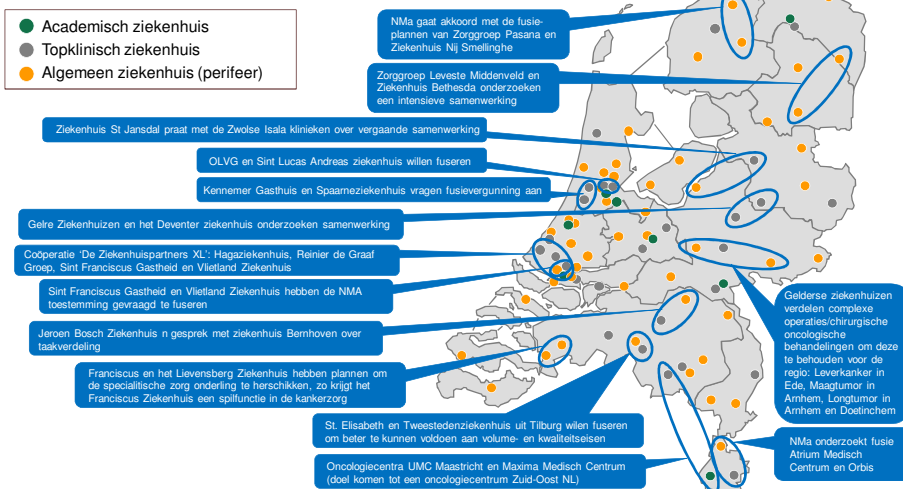 Academisch ziekenhuis
Topklinisch ziekenhuis
Algemeen ziekenhuis (perifeer)
NMa gaat akkoord met de fusie-
plannen van Zorggroep Pasana en
Ziekenhuis Nij Smellinghe
Zorggroep Leveste Middenveld en
Ziekenhuis Bethesda onderzoeken
een intensieve samenwerking
Ziekenhuis St Jansdal praat met de Zwolse Isala klinieken over vergaande samenwerking
OLVG en Sint Lucas Andreas ziekenhuis willen fuseren
Kennemer Gasthuis en Spaarneziekenhuis vragen fusievergunning aan
Gelre Ziekenhuizen en het Deventer ziekenhuis onderzoeken samenwerking
Coöperatie 'De Ziekenhuispartners XL': Hagaziekenhuis, Reinier de Graaf
Groep, Sint Franciscus Gastheid en Vlietland Ziekenhuis
Sint Franciscus Gastheid en Vlietland Ziekenhuis hebben de NMA
toestemming gevraagd te fuseren
Jeroen Bosch Ziekenhuis n gesprek met ziekenhuis Bernhoven over
taakverdeling
Franciscus en het Lievensberg Ziekenhuis hebben plannen om
de specialitische zorg onderling te herschikken, zo krijgt het
Franciscus Ziekenhuis een spilfunctie in de kankerzorg
St. Elisabeth en Tweestedenziekenhuis uit Tilburg wilen fuseren
om beter te kunnen voldoen aan volume- en kwaliteitseisen
Oncologiecentra UMC Maastricht en Maxima Medisch Centrum
(doel komen tot een oncologiecentrum Zuid-Oost NL)
Gelderse ziekenhuizen
verdelen complexe
operaties/chirurgische
oncologische
behandelingen om deze
te behouden voor de
regio: Leverkanker in
Ede, Maagtumor in
Arnhem, Longtumor in
Arnhem en Doetinchem
NMa onderzoekt fusie
Atrium Medisch
Centrum en Orbis